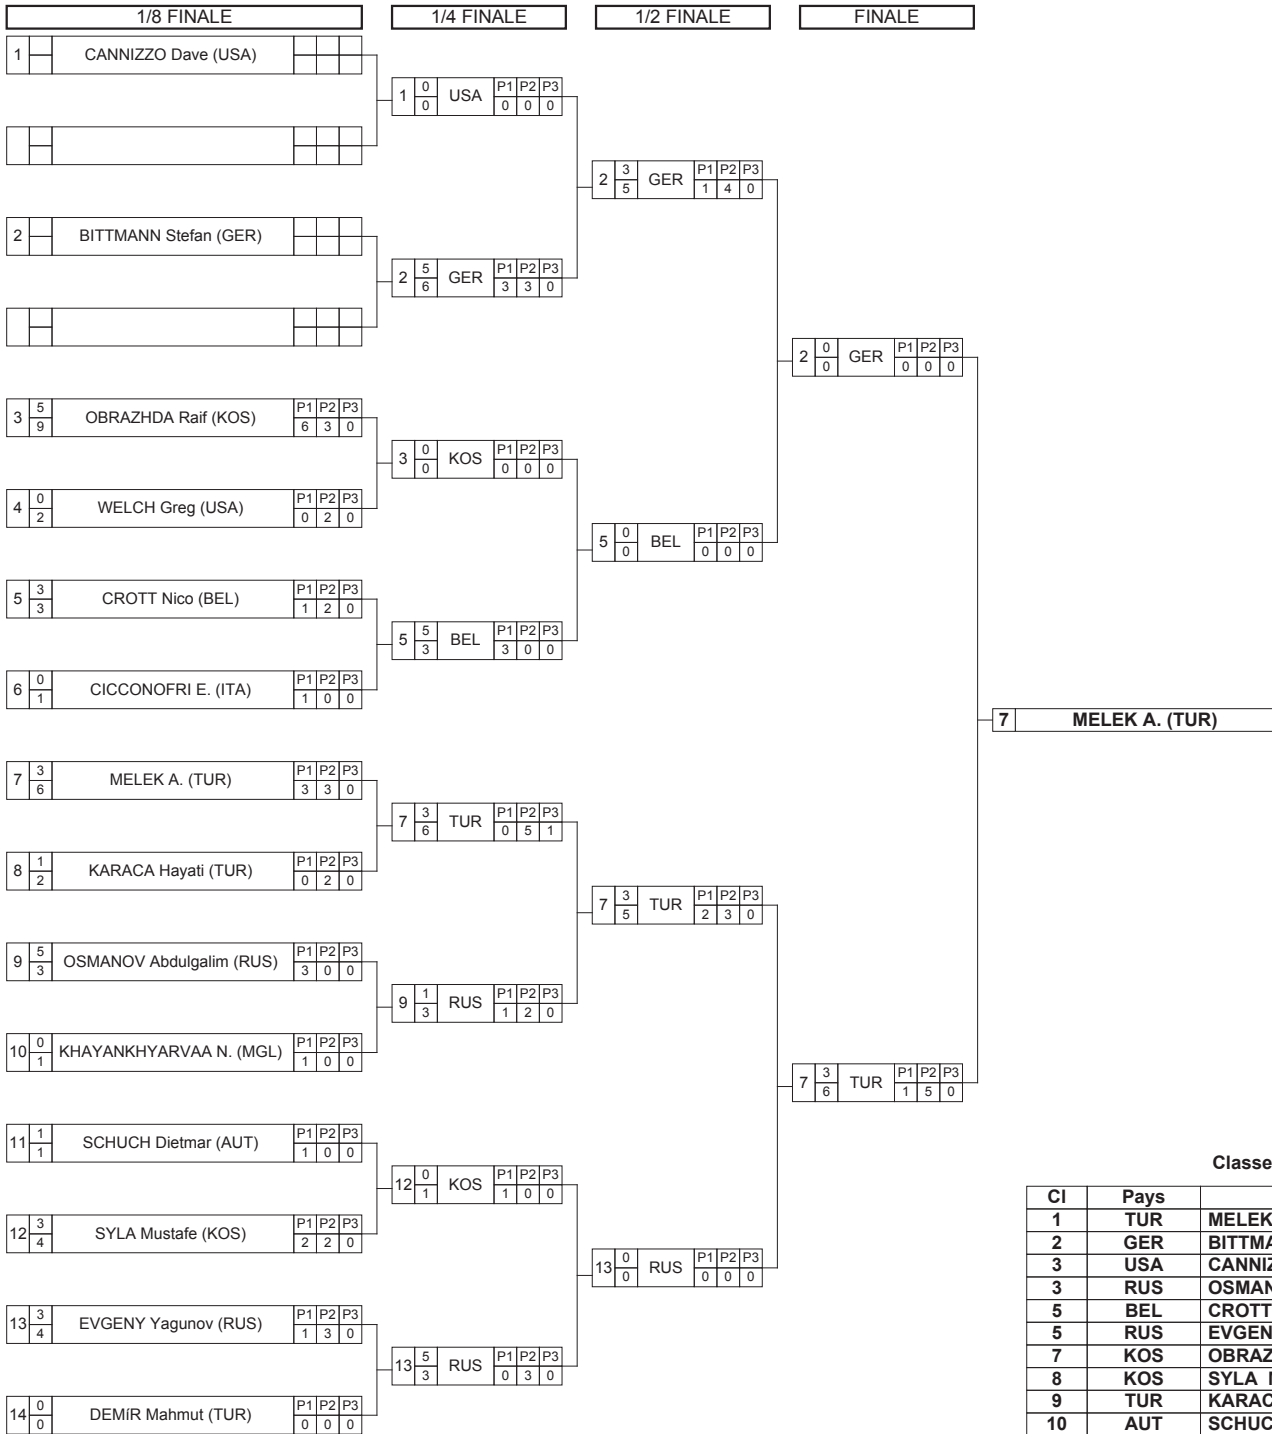 1/8 FINALE 1/4 FINALE 1/2 FINALE FINALE
1 CANNIZZO Dave (USA)
1 0 0 USA P1 P2 P3 0 0 0
2 3 5 GER P1 P2 P3 1 4 0
2 BITTMANN Stefan (GER)
2 5 6 GER P1 P2 P3 3 3 0
2 0 0 GER P1 P2 P3 0 0 0
3 5 9 OBRAZHDA Raif (KOS) P1 P2 P3 6 3 0
3 0 0 KOS P1 P2 P3 0 0 0
4 0 2 WELCH Greg (USA) P1 P2 P3 0 2 0
5 0 0 BEL P1 P2 P3 0 0 0
5 3 3 CROTT Nico (BEL) P1 P2 P3 1 2 0
5 5 3 BEL P1 P2 P3 3 0 0
6 0 1 CICCONOFRI E. (ITA) P1 P2 P3 1 0 0
7 MELEK A. (TUR)
7 3 6 MELEK A. (TUR) P1 P2 P3 3 3 0
7 3 6 TUR P1 P2 P3 0 5 1
8 1 2 KARACA Hayati (TUR) P1 P2 P3 0 2 0
7 3 5 TUR P1 P2 P3 2 3 0
9 5 3 OSMANOV Abdulgalim (RUS) P1 P2 P3 3 0 0
9 1 3 RUS P1 P2 P3 1 2 0
10 0 1 KHAYANKHYARVAA N. (MGL) P1 P2 P3 1 0 0
7 3 6 TUR P1 P2 P3 1 5 0
11 1 1 SCHUCH Dietmar (AUT) P1 P2 P3 1 0 0
12 0 1 KOS P1 P2 P3 1 0 0
12 3 4 SYLA Mustafe (KOS) P1 P2 P3 2 2 0
13 0 0 RUS P1 P2 P3 0 0 0
13 3 4 EVGENY Yagunov (RUS) P1 P2 P3 1 3 0
13 5 3 RUS P1 P2 P3 0 3 0
14 0 0 DEMİR Mahmut (TUR) P1 P2 P3 0 0 0
Classe
Cl Pays
1 TUR MELEK
2 GER BITTMA
3 USA CANNIZ
3 RUS OSMAN
5 BEL CROTT
5 RUS EVGEN
7 KOS OBRAZ
8 KOS SYLA
9 TUR KARAC
10 AUT SCHUC